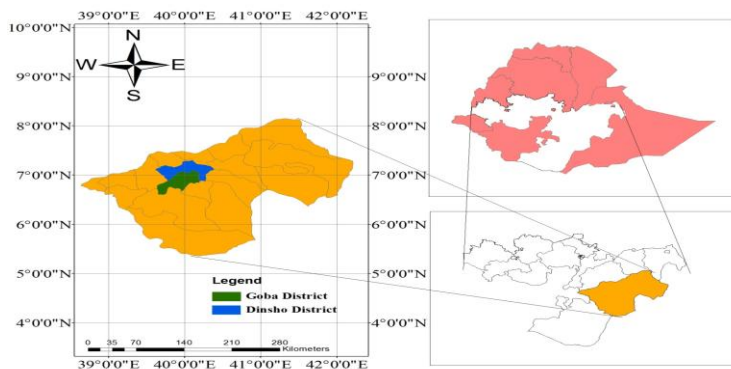 39°0'0"E 40°0'0"E 41°0'0"E 42°0'0"E
N
W E
S
9°0'0"N
8°0'0"N
7°0'0"N
6°0'0"N
5°0'0"N
4°0'0"N
9°0'0"N
8°0'0"N
7°0'0"N
6°0'0"N
5°0'0"N
4°0'0"N
Legend
Goba District
Dinsho District
0 35 70 140 210 280
Kilometers
39°0'0"E 40°0'0"E 41°0'0"E 42°0'0"E